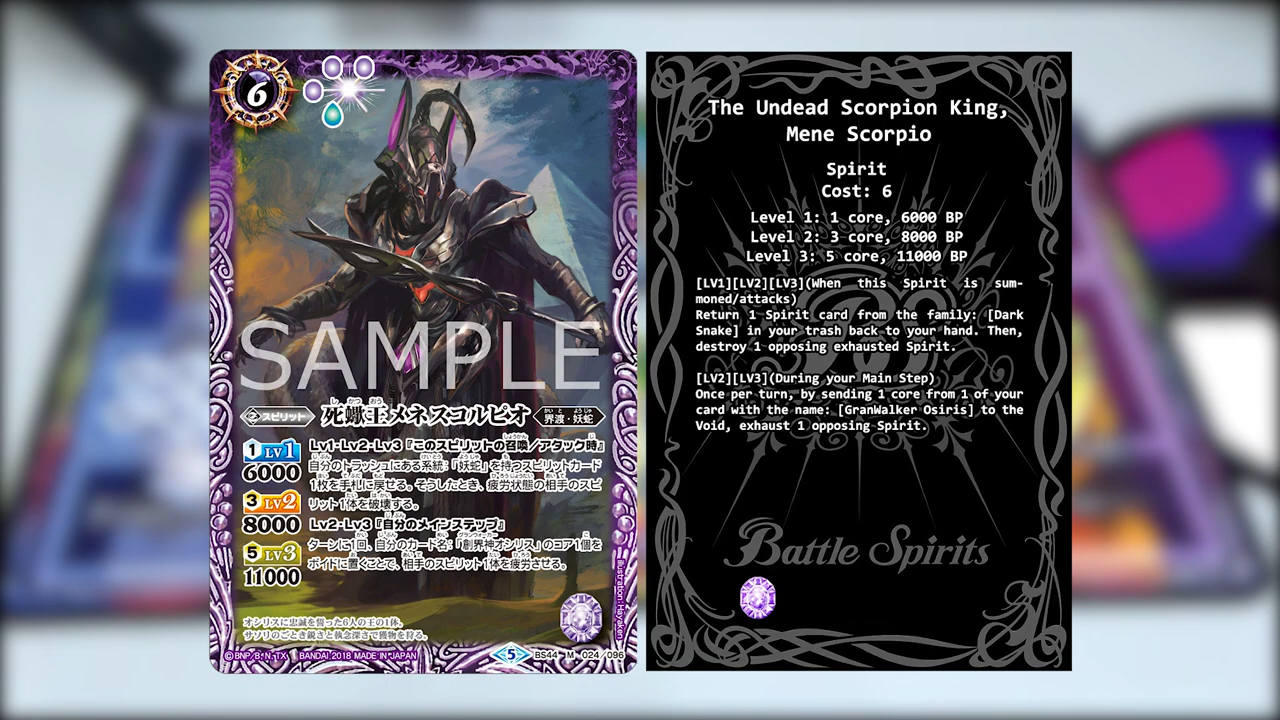 6
SAMPLE
スピリット
し かつ おう
死蠍王メネスコルピオ
かい と ようじゃ
界渡・妖蛇
1 LV1
6000
3 LV2
8000
5 LV3
11000
Lv1・Lv2・Lv3『このスピリットの召喚/アタック時』
自分のトラッシュにある系統:「妖蛇」を持つスピリットカード
1枚を手札に戻せる。そうしたとき、疲労状態の相手のスピ
リット1体を破壊する。
Lv2・Lv3『自分のメインステップ』
ターンに1回、自分のカード名:「創界神オシリス」のコア1個を
ボイドに置くことで、相手のスピリット1体を疲労させる。
オシリスに忠誠を誓った6人の王の1体。
サソリのごとき鋭さと執念深さで獲物を狩る。
illustration: Hayaken
©BNP, B, N, TX BANDAI 2018 MADE IN JAPAN
5
BS44 M 024/096
The Undead Scorpion King,
Mene Scorpio
Spirit
Cost: 6
Level 1: 1 core, 6000 BP
Level 2: 3 core, 8000 BP
Level 3: 5 core, 11000 BP
[LV1][LV2][LV3](When this Spirit is sum-
moned/attacks)
Return 1 Spirit card from the family: [Dark
Snake] in your trash back to your hand. Then,
destroy 1 opposing exhausted Spirit.
[LV2][LV3](During your Main Step)
Once per turn, by sending 1 core from 1 of your
card with the name: [GranWalker Osiris] to the
Void, exhaust 1 opposing Spirit.
Battle Spirits